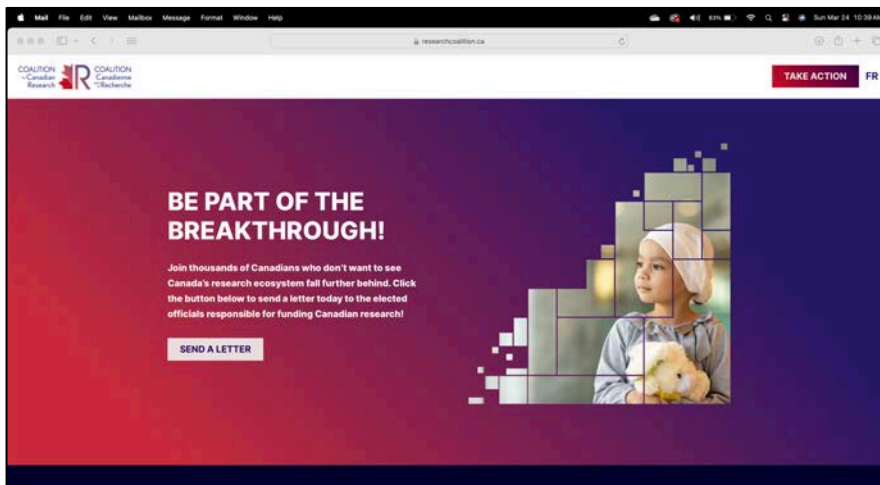 Mail File Edit View Mailbox Message Format Window Help
83% Sun Mar 24 10:39AM
researchcoalition.ca
COALITION
Canadian
Research
R
COALITION
Canadienne
Recherche
TAKE ACTION FR
BE PART OF THE
BREAKTHROUGH!
Join thousands of Canadians who don't want to see
Canada's research ecosystem fall further behind. Click
the button below to send a letter today to the elected
officials responsible for funding Canadian research!
SEND A LETTER